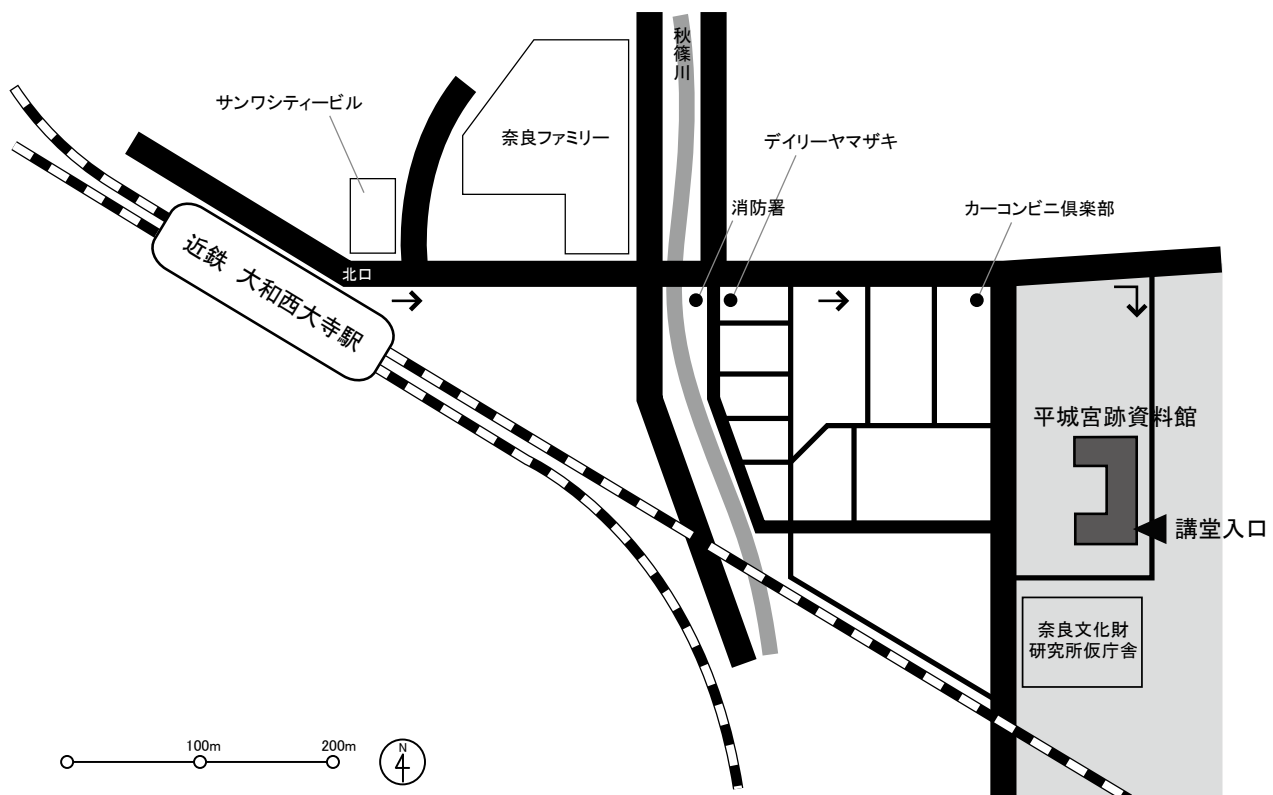 秋篠川
サンワシティービル
奈良ファミリー
デイリーヤマザキ
消防署
カーコンビニ倶楽部
近鉄 大和西大寺駅
北口
平城宮跡資料館
講堂入口
奈良文化財
研究所仮庁舎
100m
200m
N